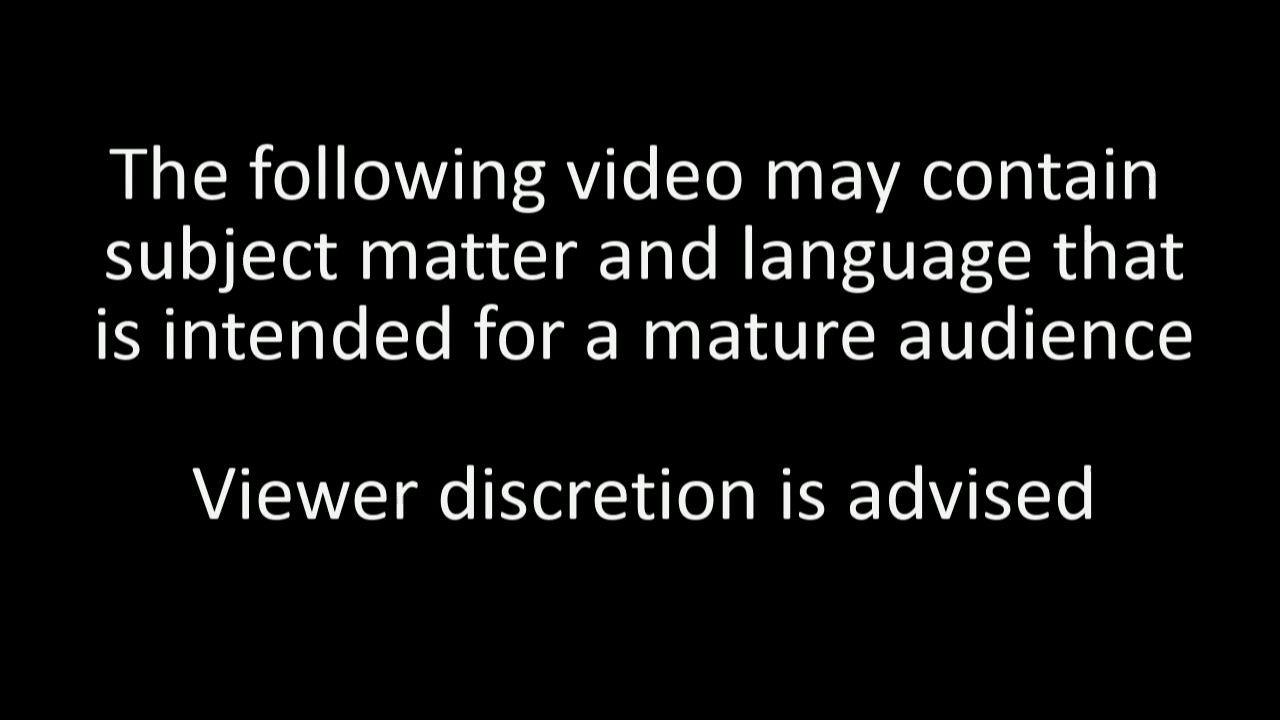 The following video may contain
subject matter and language that
is intended for a mature audience
Viewer discretion is advised